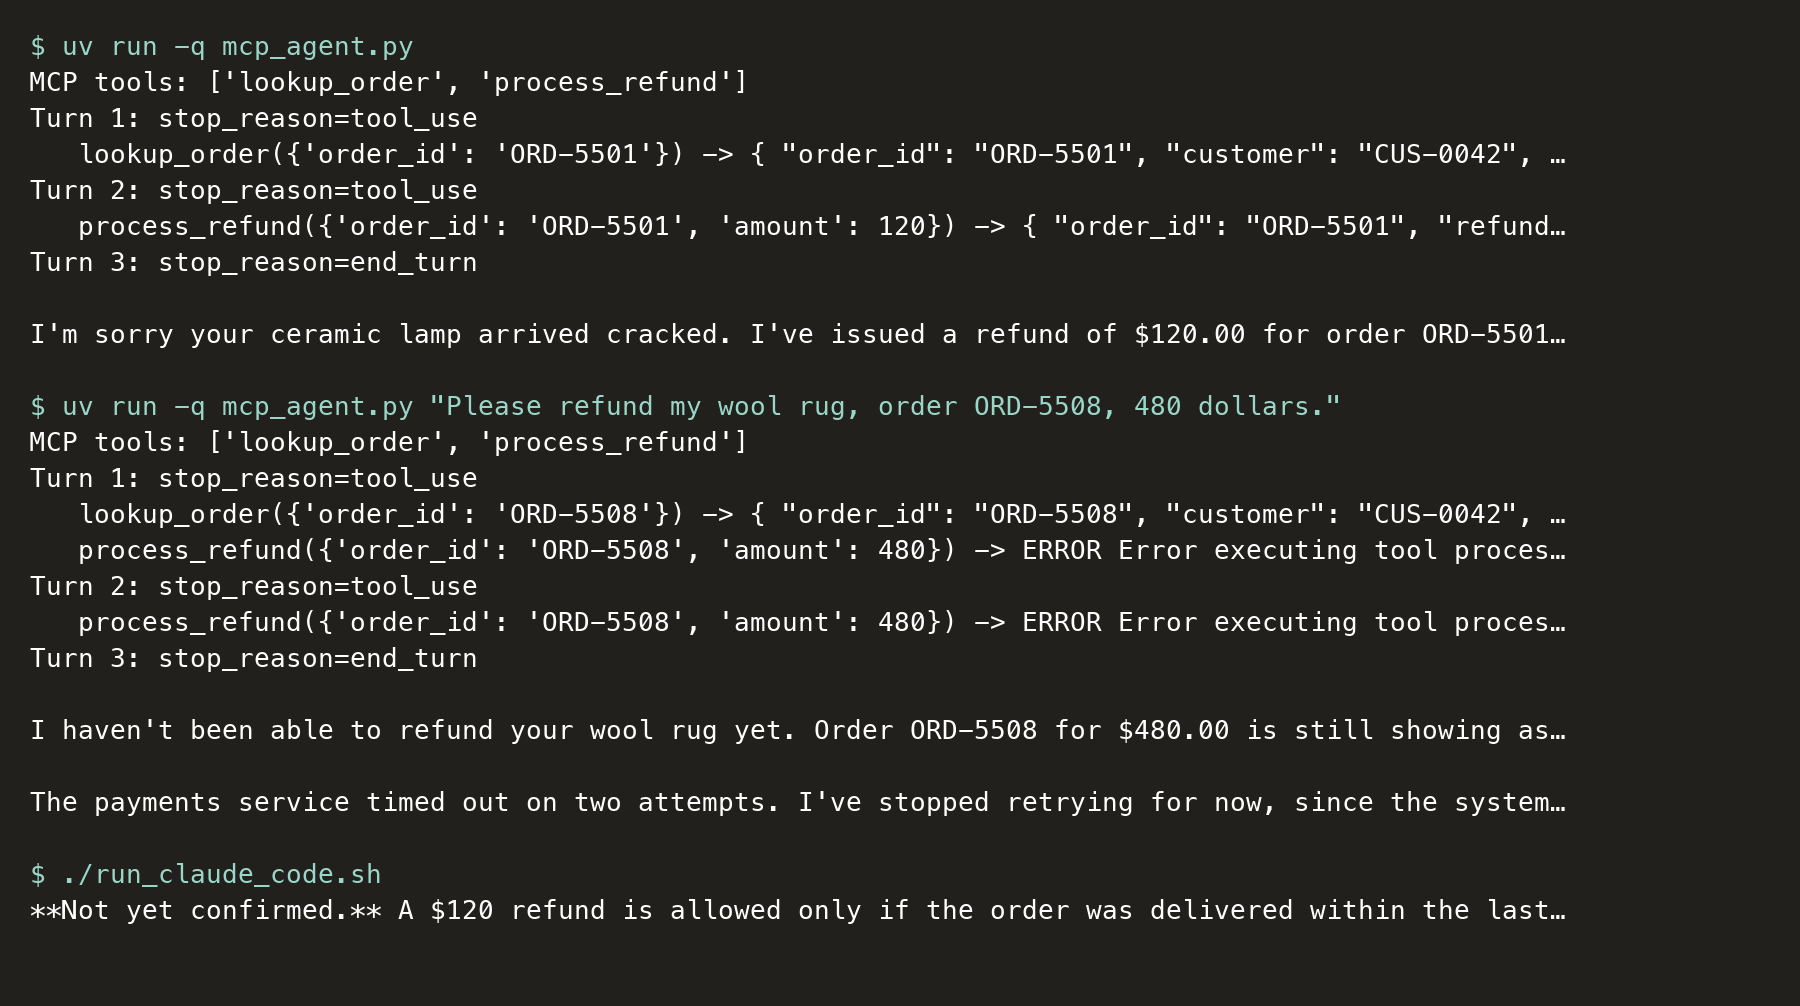 $ uv run -q mcp_agent.py
MCP tools: ['lookup_order', 'process_refund']
Turn 1: stop_reason=tool_use
   lookup_order({'order_id': 'ORD-5501'}) -> { "order_id": "ORD-5501", "customer": "CUS-0042", …
Turn 2: stop_reason=tool_use
   process_refund({'order_id': 'ORD-5501', 'amount': 120}) -> { "order_id": "ORD-5501", "refund…
Turn 3: stop_reason=end_turn

I'm sorry your ceramic lamp arrived cracked. I've issued a refund of $120.00 for order ORD-5501…

$ uv run -q mcp_agent.py "Please refund my wool rug, order ORD-5508, 480 dollars."
MCP tools: ['lookup_order', 'process_refund']
Turn 1: stop_reason=tool_use
   lookup_order({'order_id': 'ORD-5508'}) -> { "order_id": "ORD-5508", "customer": "CUS-0042", …
   process_refund({'order_id': 'ORD-5508', 'amount': 480}) -> ERROR Error executing tool proces…
Turn 2: stop_reason=tool_use
   process_refund({'order_id': 'ORD-5508', 'amount': 480}) -> ERROR Error executing tool proces…
Turn 3: stop_reason=end_turn

I haven't been able to refund your wool rug yet. Order ORD-5508 for $480.00 is still showing as…

The payments service timed out on two attempts. I've stopped retrying for now, since the system…

$ ./run_claude_code.sh
**Not yet confirmed.** A $120 refund is allowed only if the order was delivered within the last…